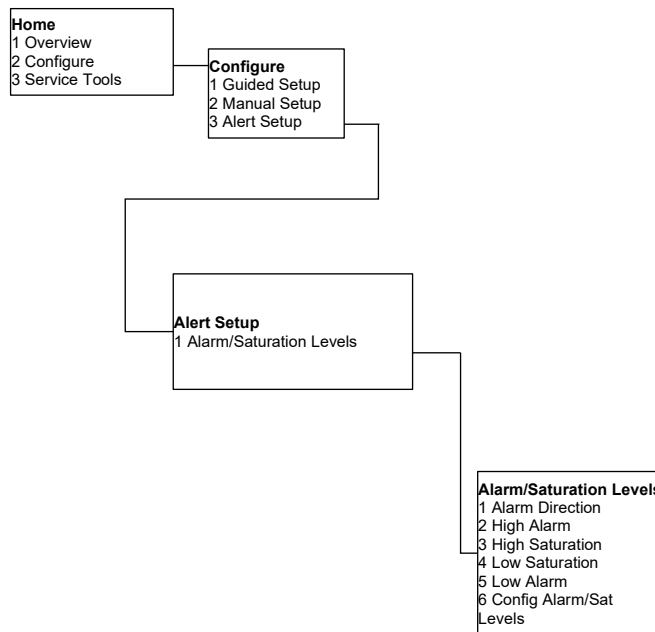 Home
1 Overview
2 Configure
3 Service Tools
Configure
1 Guided Setup
2 Manual Setup
3 Alert Setup
Alert Setup
1 Alarm/Saturation Levels
Alarm/Saturation Levels
1 Alarm Direction
2 High Alarm
3 High Saturation
4 Low Saturation
5 Low Alarm
6 Config Alarm/Sat
Levels